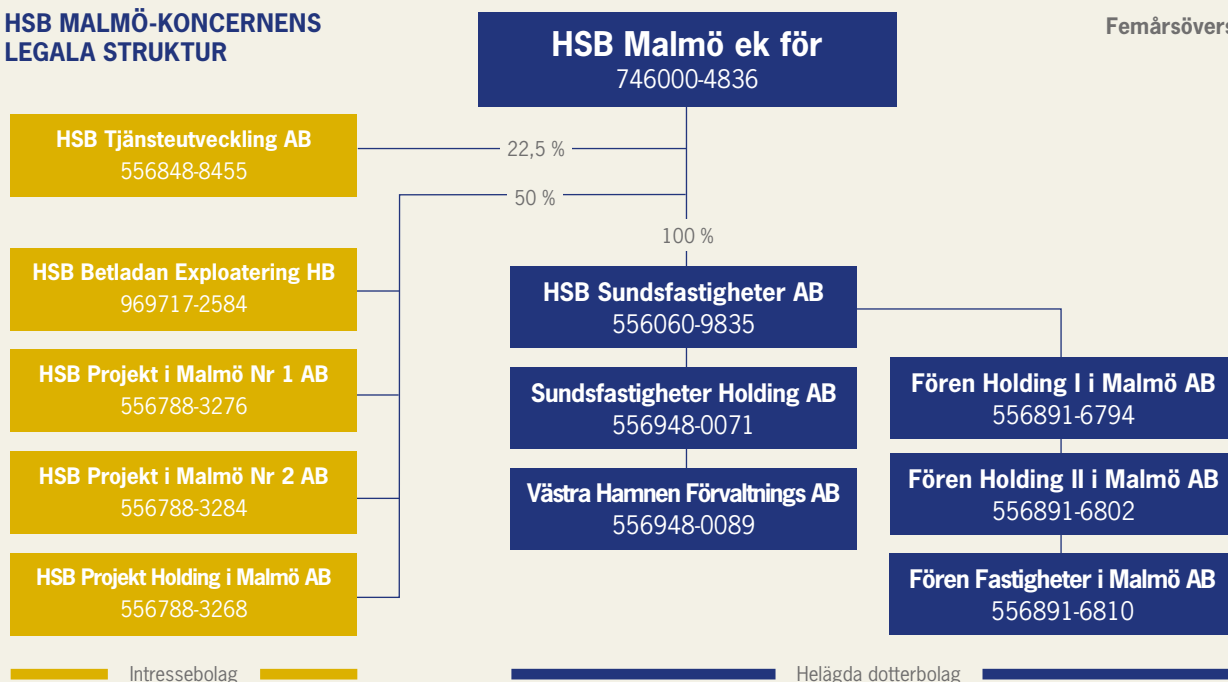 HSB MALMÖ-KONCERNENS
LEGALA STRUKTUR
HSB Malmö ek för
746000-4836
HSB Tjänsteutveckling AB
556848-8455
22,5 %
50 %
100 %
HSB Betladan Exploatering HB
969717-2584
HSB Projekt i Malmö Nr 1 AB
556788-3276
HSB Projekt i Malmö Nr 2 AB
556788-3284
HSB Projekt Holding i Malmö AB
556788-3268
HSB Sundsfastigheter AB
556060-9835
Sundsfastigheter Holding AB
556948-0071
Västra Hamnen Förvaltnings AB
556948-0089
Fören Holding I i Malmö AB
556891-6794
Fören Holding II i Malmö AB
556891-6802
Fören Fastigheter i Malmö AB
556891-6810
Intressebolag
Helägda dotterbolag
Femårsövers